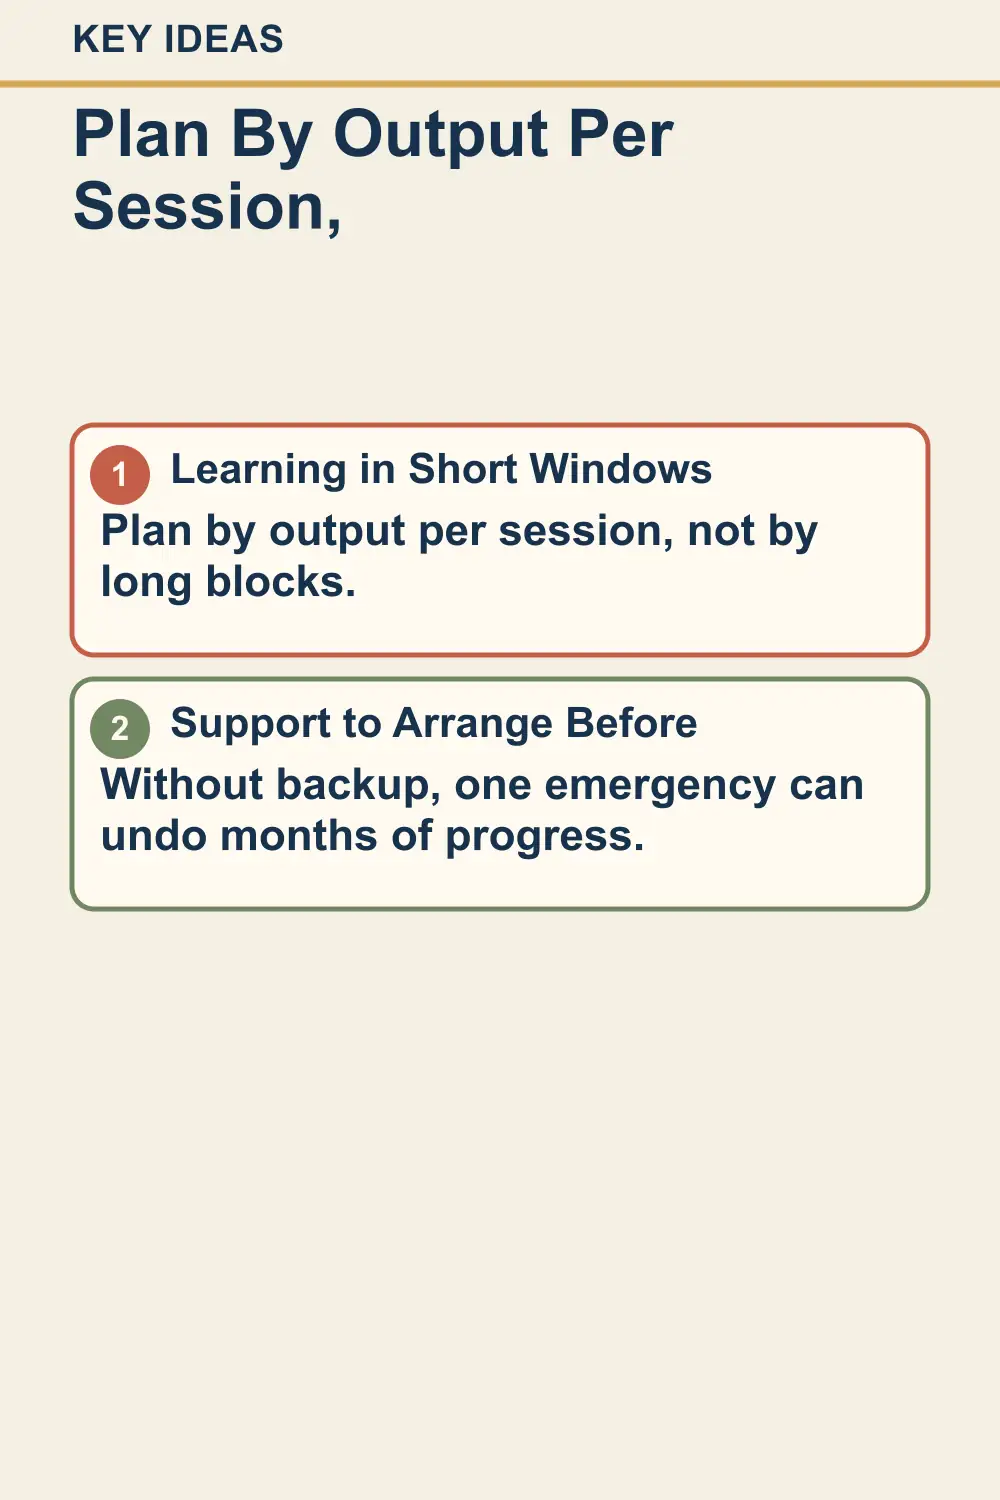 KEY IDEAS
Plan By Output Per
Session,
1 Learning in Short Windows
Plan by output per session, not by
long blocks.
2 Support to Arrange Before
Without backup, one emergency can
undo months of progress.